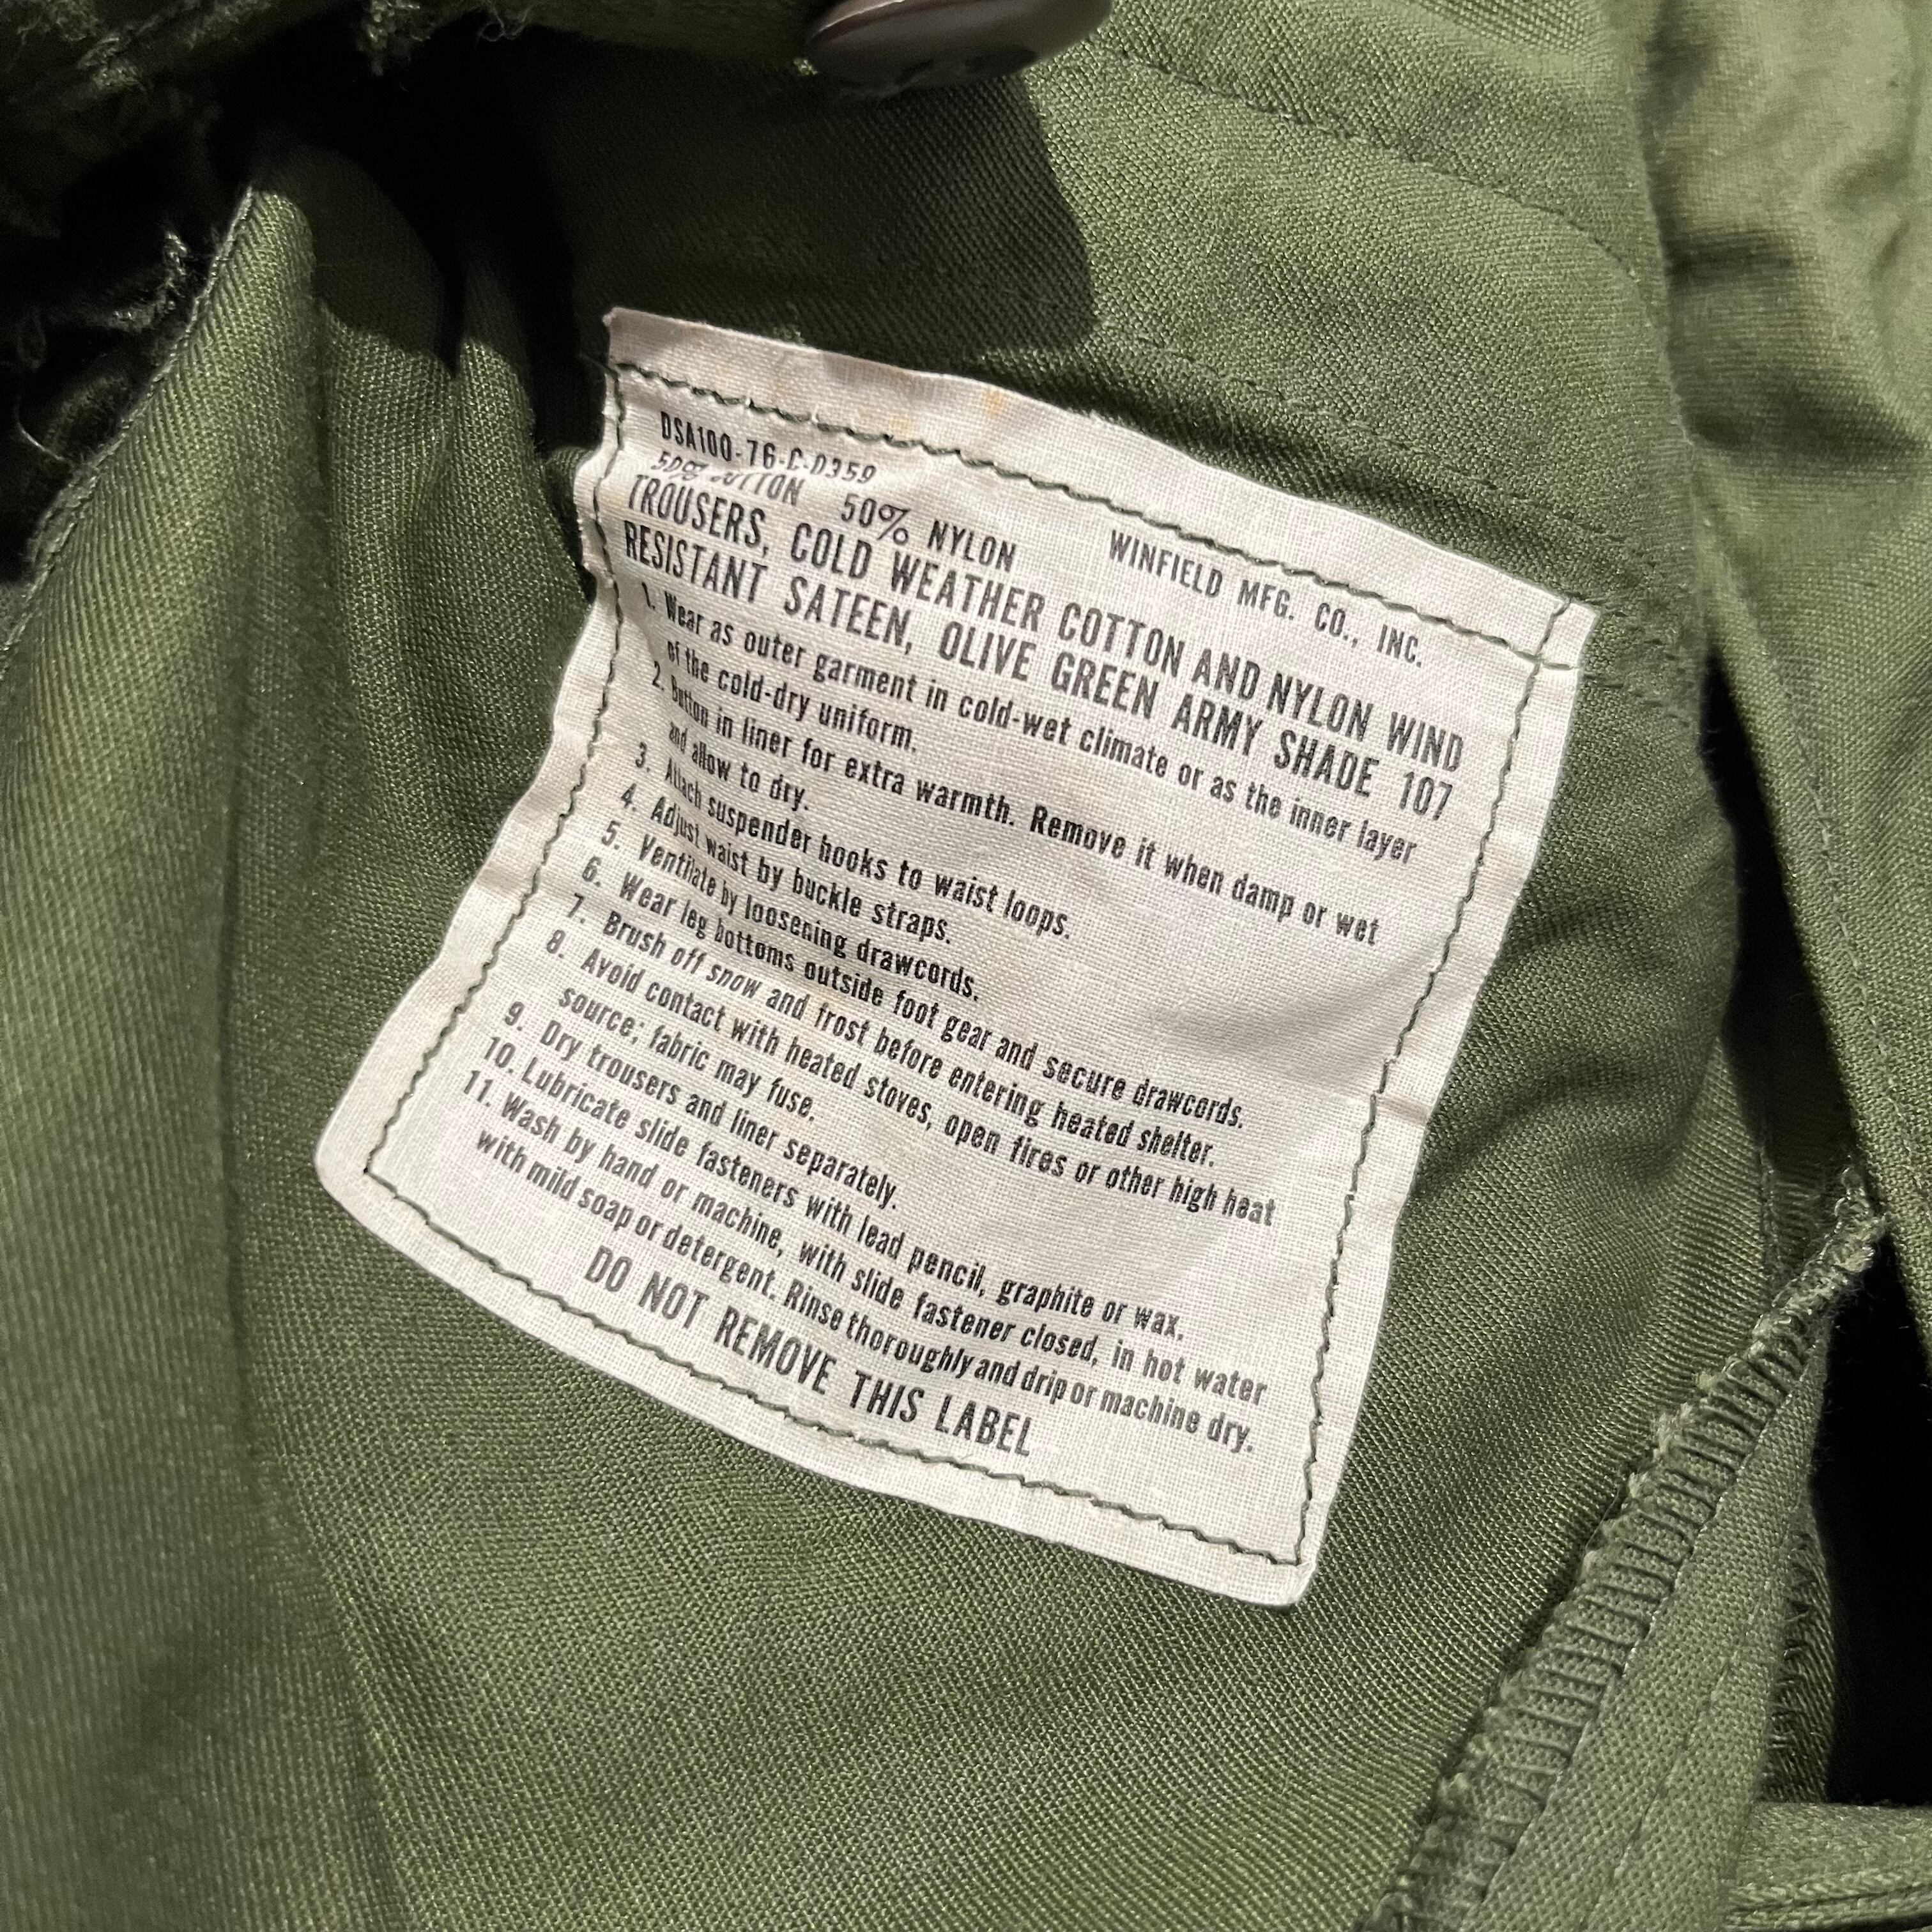 DSA100-76-C-0359
50% COTTON 50% NYLON WINFIELD MFG. CO., INC.
TROUSERS, COLD WEATHER COTTON AND NYLON WIND
RESISTANT SATEEN, OLIVE GREEN ARMY SHADE 107
1. Wear as outer garment in cold-wet climate or as the inner layer
of the cold-dry uniform.
2. Button in liner for extra warmth. Remove it when damp or wet
and allow to dry.
3. Attach suspender hooks to waist loops.
4. Adjust waist by buckle straps.
5. Ventilate by loosening drawcords.
6. Wear leg bottoms outside foot gear and secure drawcords.
7. Brush off snow and frost before entering heated shelter.
8. Avoid contact with heated stoves, open fires or other high heat
source; fabric may fuse.
9. Dry trousers and liner separately.
10. Lubricate slide fasteners with lead pencil, graphite or wax.
11. Wash by hand or machine, with slide fastener closed, in hot water
with mild soap or detergent. Rinse thoroughly and drip or machine dry.
DO NOT REMOVE THIS LABEL